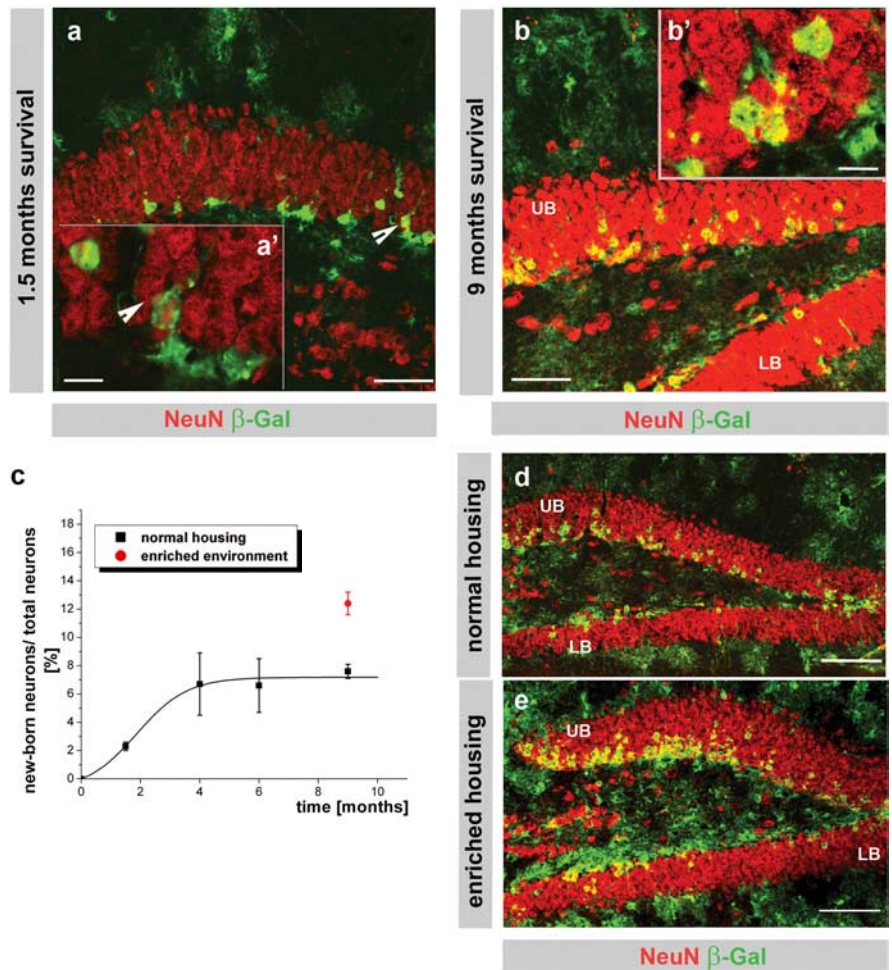 1.5 months survival
a
a'
NeuN β-Gal
9 months survival
b
b'
UB
LB
NeuN β-Gal
c
normal housing
enriched environment
new-born neurons/ total neurons
[%]
18
16
14
12
10
8
6
4
2
0
0 2 4 6 8 10
time [months]
normal housing
d
UB
LB
enriched housing
e
UB
LB
NeuN β-Gal